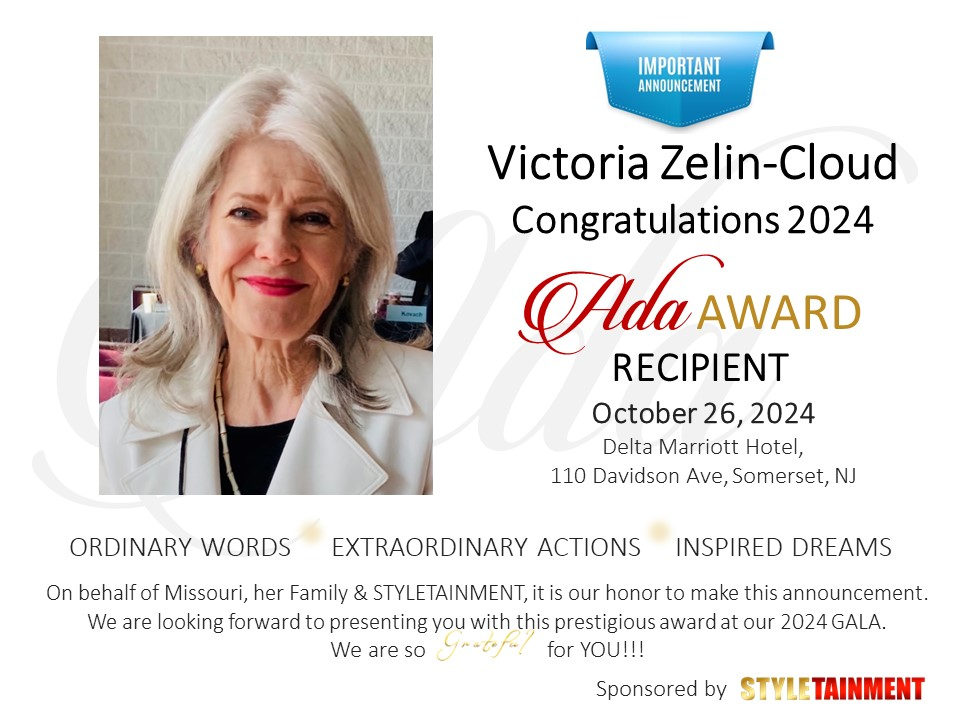 IMPORTANT
ANNOUNCEMENT
Victoria Zelin-Cloud
Congratulations 2024
Ada AWARD
RECIPIENT
October 26, 2024
Delta Marriott Hotel,
110 Davidson Ave, Somerset, NJ
ORDINARY WORDS EXTRAORDINARY ACTIONS INSPIRED DREAMS
On behalf of Missouri, her Family & STYLETAINMENT, it is our honor to make this announcement.
We are looking forward to presenting you with this prestigious award at our 2024 GALA.
We are so Grateful for YOU!!!
Sponsored by STYLETAINMENT